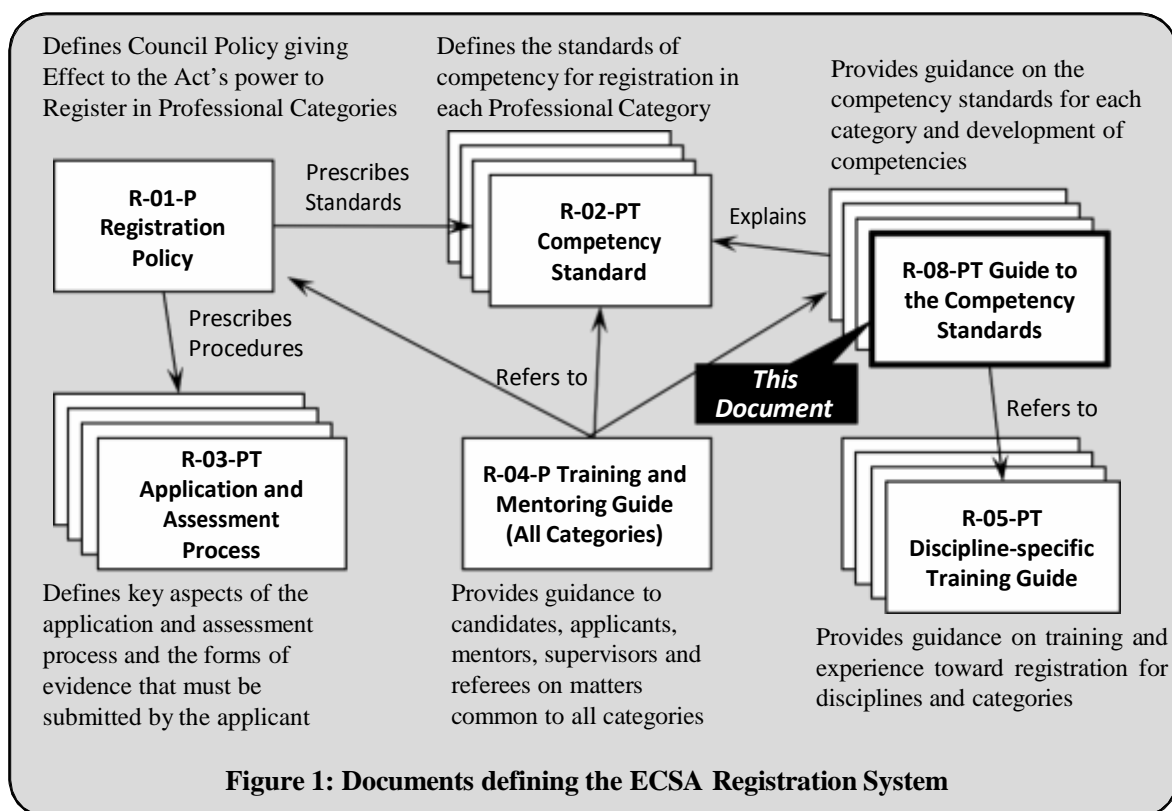 Defines Council Policy giving
Effect to the Act's power to
Register in Professional Categories
Defines the standards of
competency for registration in
each Professional Category
Provides guidance on the
competency standards for each
category and development of
competencies
R-01-P
Registration
Policy
Prescribes
Standards
R-02-PT
Competency
Standard
Explains
R-08-PT Guide to
the Competency
Standards
Prescribes
Procedures
Refers to
This
Document
Refers to
R-03-PT
Application and
Assessment
Process
R-04-P Training and
Mentoring Guide
(All Categories)
R-05-PT
Discipline-specific
Training Guide
Defines key aspects of the
application and assessment
process and the forms of
evidence that must be
submitted by the applicant
Provides guidance to
candidates, applicants,
mentors, supervisors and
referees on matters
common to all categories
Provides guidance on training and
experience toward registration for
disciplines and categories
Figure 1: Documents defining the ECSA Registration System